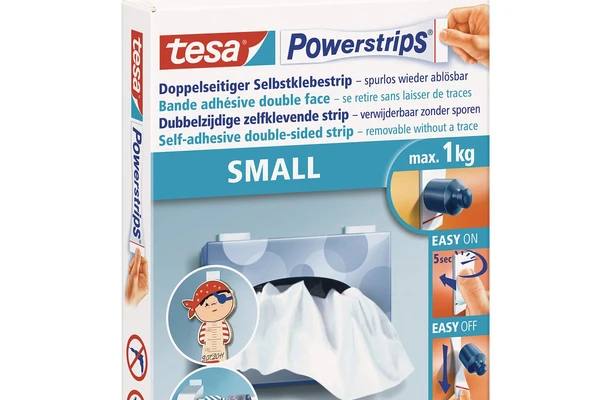 tesa Powerstrips®
Doppelseitiger Selbstklebestrip – spurlos wieder ablösbar
Bande adhésive double face – se retire sans laisser de traces
Dubbelzijdige zelfklevende strip – verwijderbaar zonder sporen
Self-adhesive double-sided strip – removable without a trace
SMALL
max. 1kg
EASY ON
5sec
EASY OFF
tesa
Powerstrips®